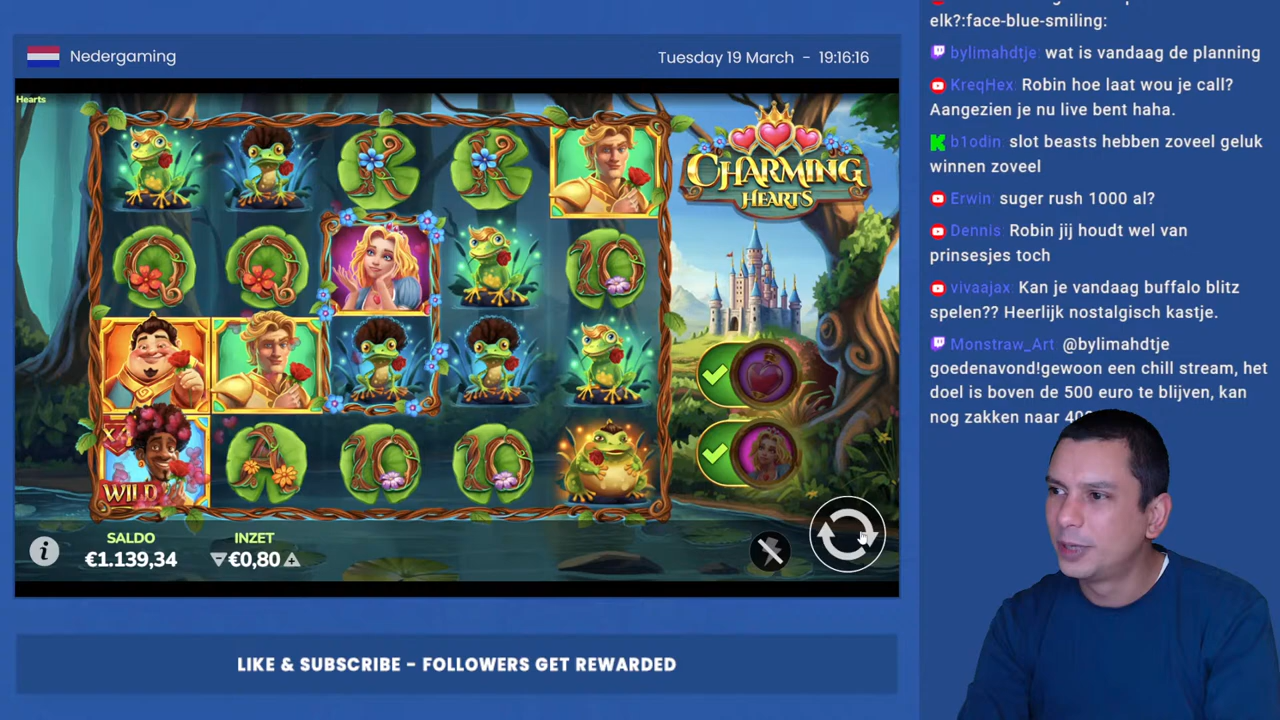 Nedergaming
Tuesday 19 March - 19:16:16
Hearts
CHARMING
HEARTS
K
K
Q
Q
10
X
WILD
A
10
10
SALDO
€1.139,34
INZET
€0,80
LIKE & SUBSCRIBE - FOLLOWERS GET REWARDED
elk?:face-blue-smiling:
bylimahdtje: wat is vandaag de planning
KreqHex: Robin hoe laat wou je call?
Aangezien je nu live bent haha.
b1odin: slot beasts hebben zoveel geluk
winnen zoveel
Erwin: suger rush 1000 al?
Dennis: Robin jij houdt wel van
prinsesjes toch
vivaajax: Kan je vandaag buffalo blitz
spelen?? Heerlijk nostalgisch kastje.
Monstraw_Art: @bylimahdtje
goedenavond!gewoon een chill stream, het
doel is boven de 500 euro te blijven, kan
nog zakken naar